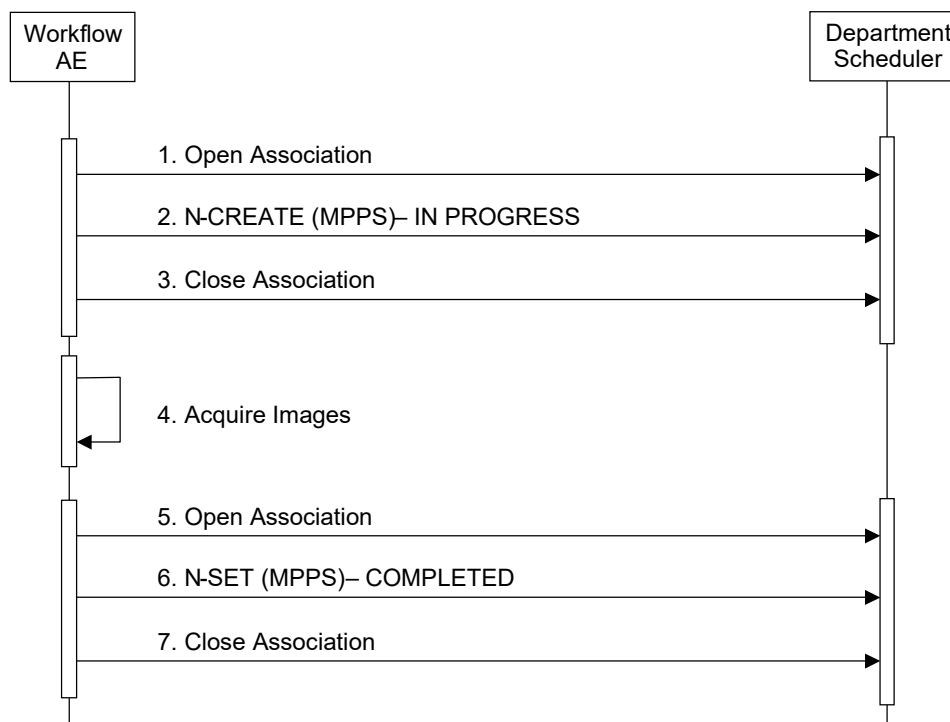 Workflow
AE
Department
Scheduler
1. Open Association
2. N-CREATE (MPPS)– IN PROGRESS
3. Close Association
4. Acquire Images
5. Open Association
6. N-SET (MPPS)– COMPLETED
7. Close Association